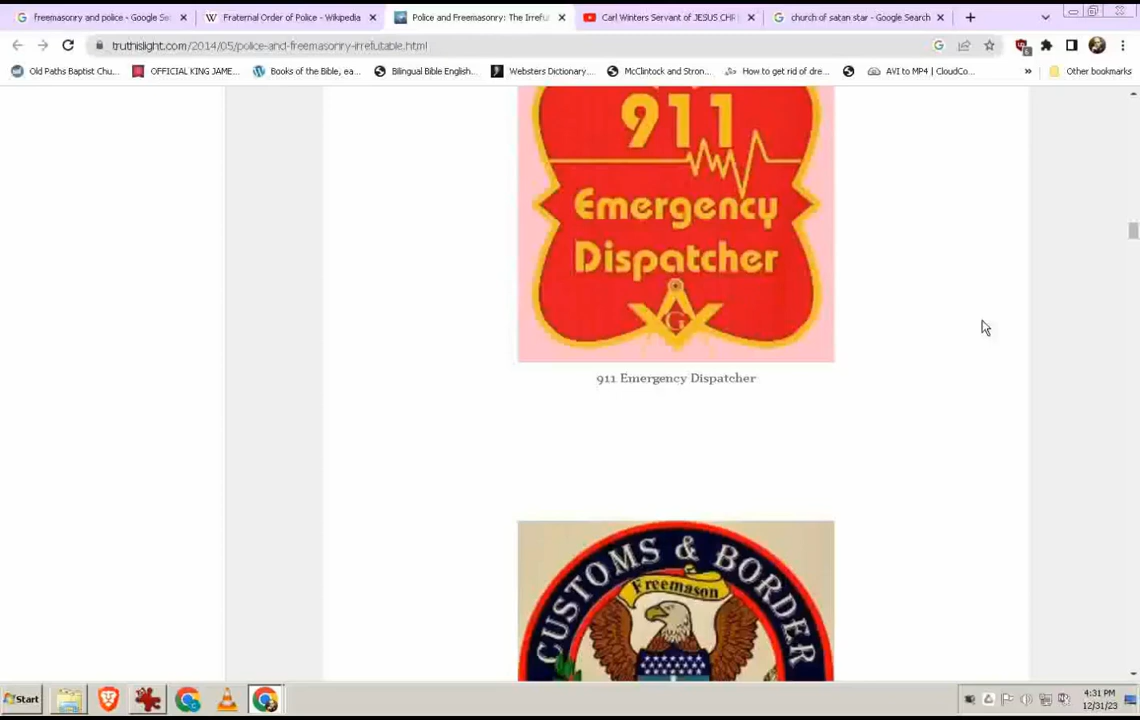 freemasonry and police - Google Se
Fraternal Order of Police - Wikipedia
Police and Freemasonry: The Irrefu
Carl Winters Servant of JESUS CHR
church of satan star - Google Search
truthislight.com/2014/05/police-and-freemasonry-irrefutable.html
Old Paths Baptist Chu...
OFFICIAL KING JAME...
Books of the Bible, ea...
Bilingual Bible English...
Websters Dictionary...
McClintock and Stron...
How to get rid of dre...
AVI to MP4 | CloudCo...
Other bookmarks
911
Emergency
Dispatcher
G
911 Emergency Dispatcher
CUSTOMS & BORDER
Freemason
Start
4:31 PM
12/31/23